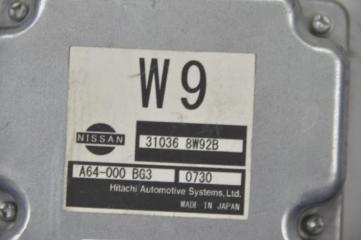 W9
NISSAN
31036 8W92B
A64-000 BG3 0730
Hitachi Automotive Systems, Ltd.
MADE IN JAPAN